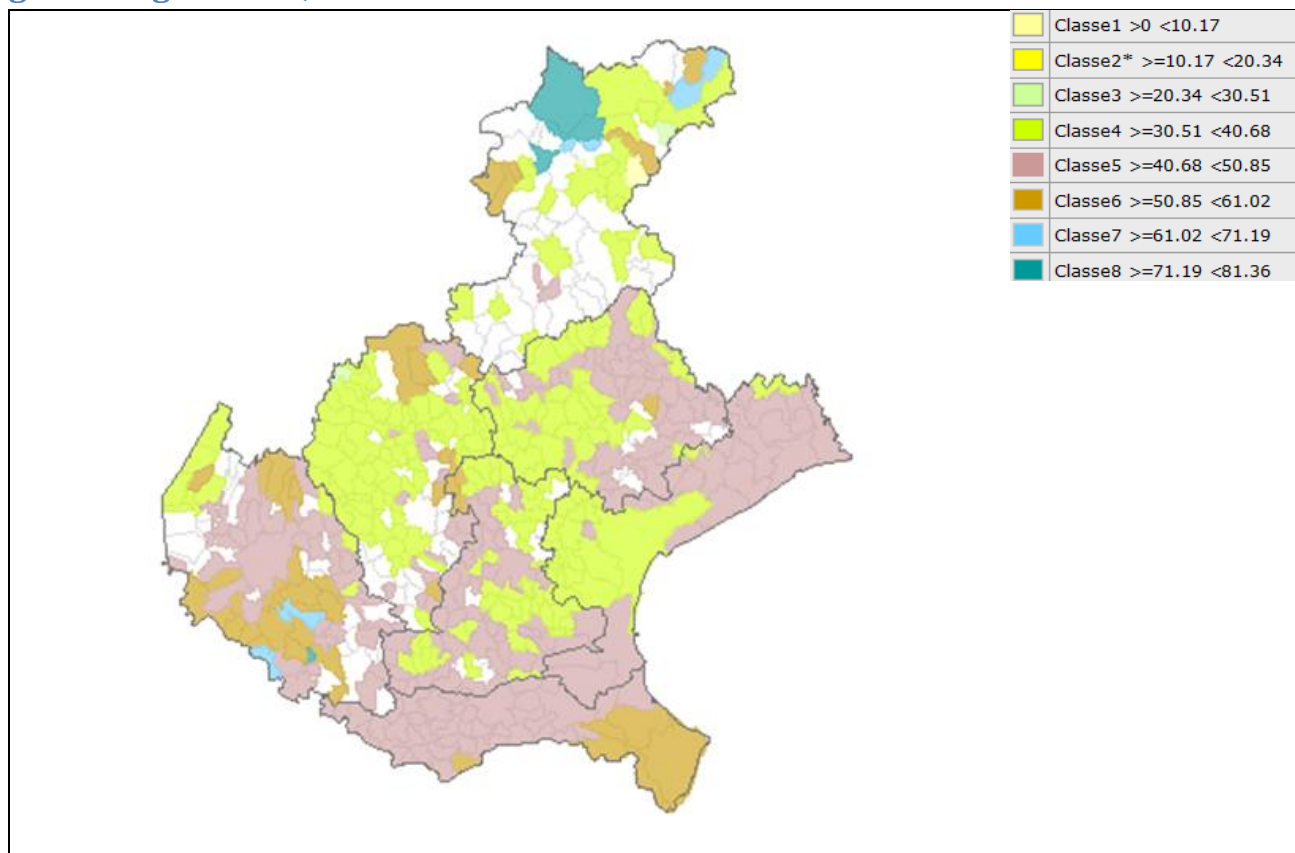 Classe1 >0 <10.17
Classe2* >=10.17 <20.34
Classe3 >=20.34 <30.51
Classe4 >=30.51 <40.68
Classe5 >=40.68 <50.85
Classe6 >=50.85 <61.02
Classe7 >=61.02 <71.19
Classe8 >=71.19 <81.36